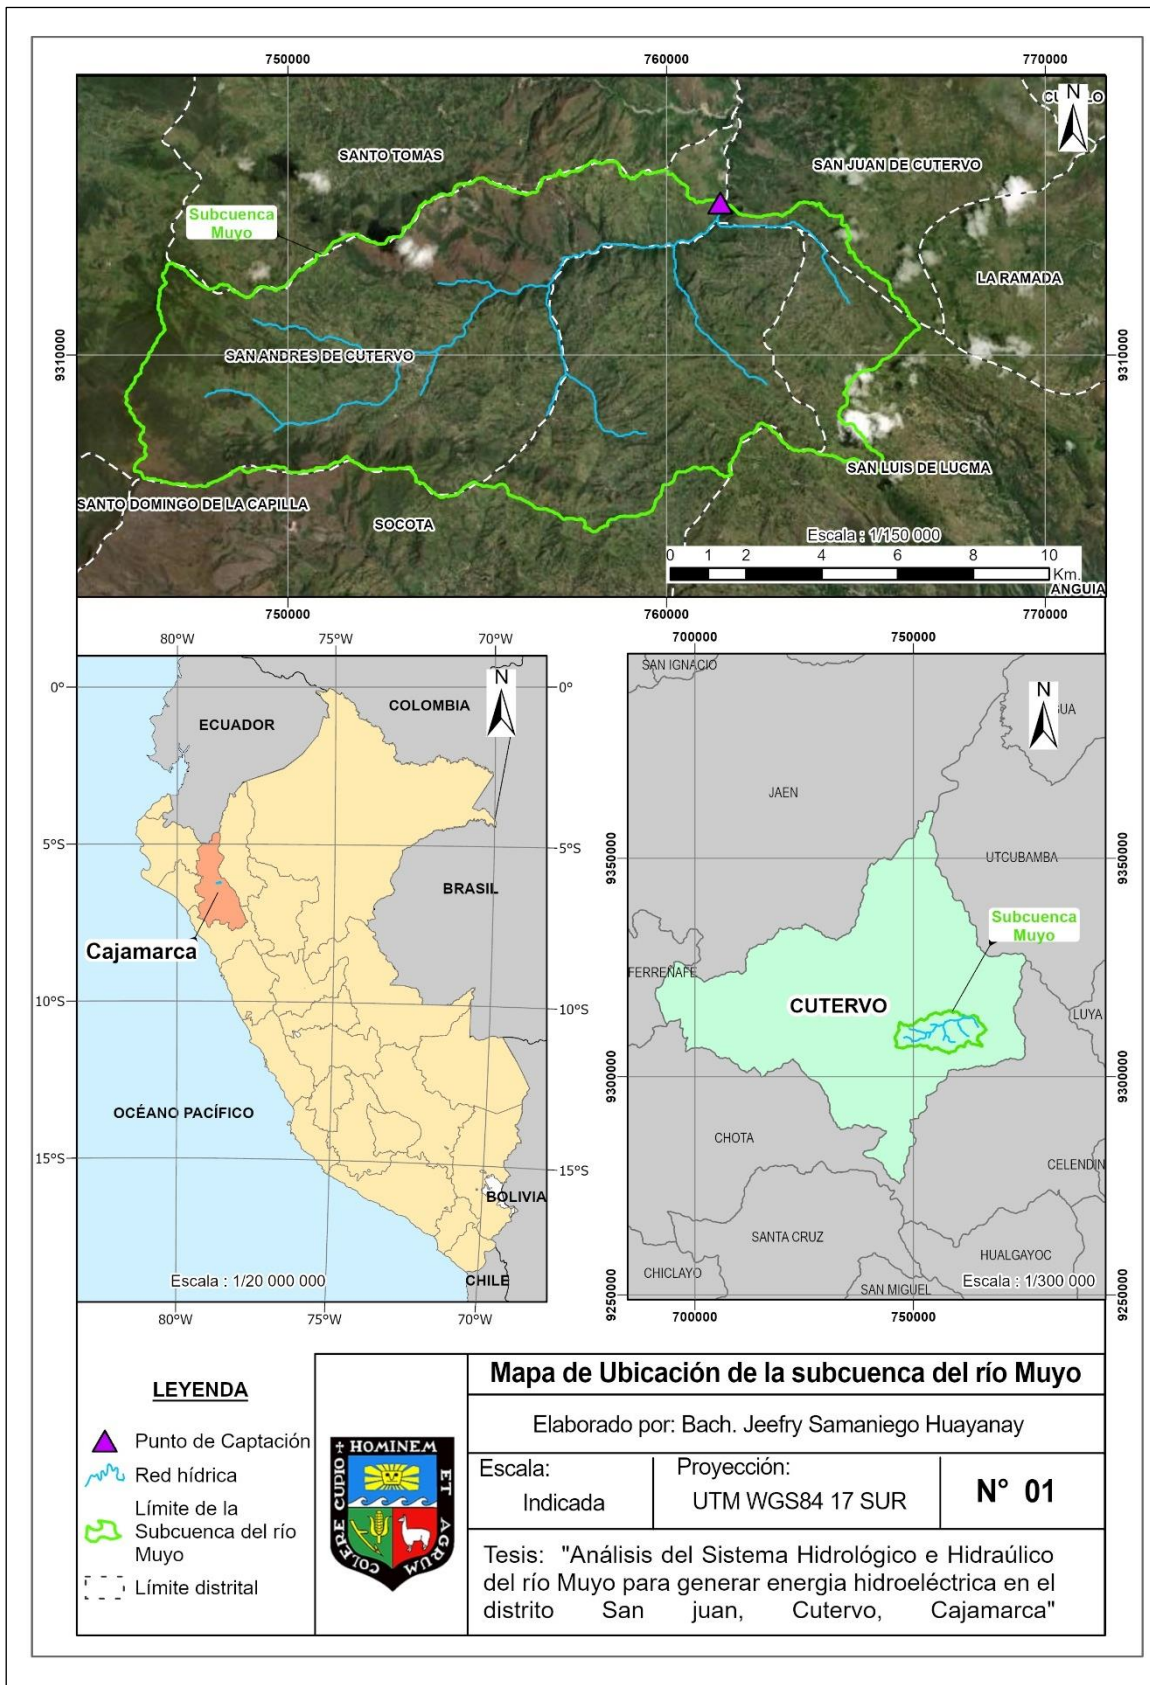 750000
760000
770000
N
SANTO TOMAS
SAN JUAN DE CUTERVO
Subcuenca
Muyo
LA RAMADA
9310000
9310000
SAN ANDRES DE CUTERVO
SAN LUIS DE LUCMA
SANTO DOMINGO DE LA CAPILLA
SOCOTA
Escala : 1/150 000
0 1 2 4 6 8 10
Km.
ANGUIA
750000
760000
770000
80°W
75°W
70°W
0°
0°
N
COLOMBIA
ECUADOR
5°S
5°S
BRASIL
Cajamarca
10°S
10°S
OCÉANO PACÍFICO
15°S
15°S
BOLIVIA
Escala : 1/20 000 000
CHILE
80°W
75°W
70°W
700000
750000
SAN IGNACIO
N
GUA
JAEN
9350000
9350000
UTCUBAMBA
Subcuenca
Muyo
FERREÑAFE
CUTERVO
LUYA
9300000
9300000
CHOTA
CELENDIN
SANTA CRUZ
HUALGAYOC
CHICLAYO
SAN MIGUEL
Escala : 1/300 000
9250000
9250000
700000
750000
LEYENDA
Punto de Captación
Red hídrica
Límite de la
Subcuenca del río
Muyo
Límite distrital
COLERE CUPIO HOMINEM ET AGRUM
Mapa de Ubicación de la subcuenca del río Muyo
Elaborado por: Bach. Jeefry Samaniego Huayanay
Escala:
Indicada
Proyección:
UTM WGS84 17 SUR
N° 01
Tesis: "Análisis del Sistema Hidrológico e Hidraúlico
del río Muyo para generar energia hidroeléctrica en el
distrito San juan, Cutervo, Cajamarca"